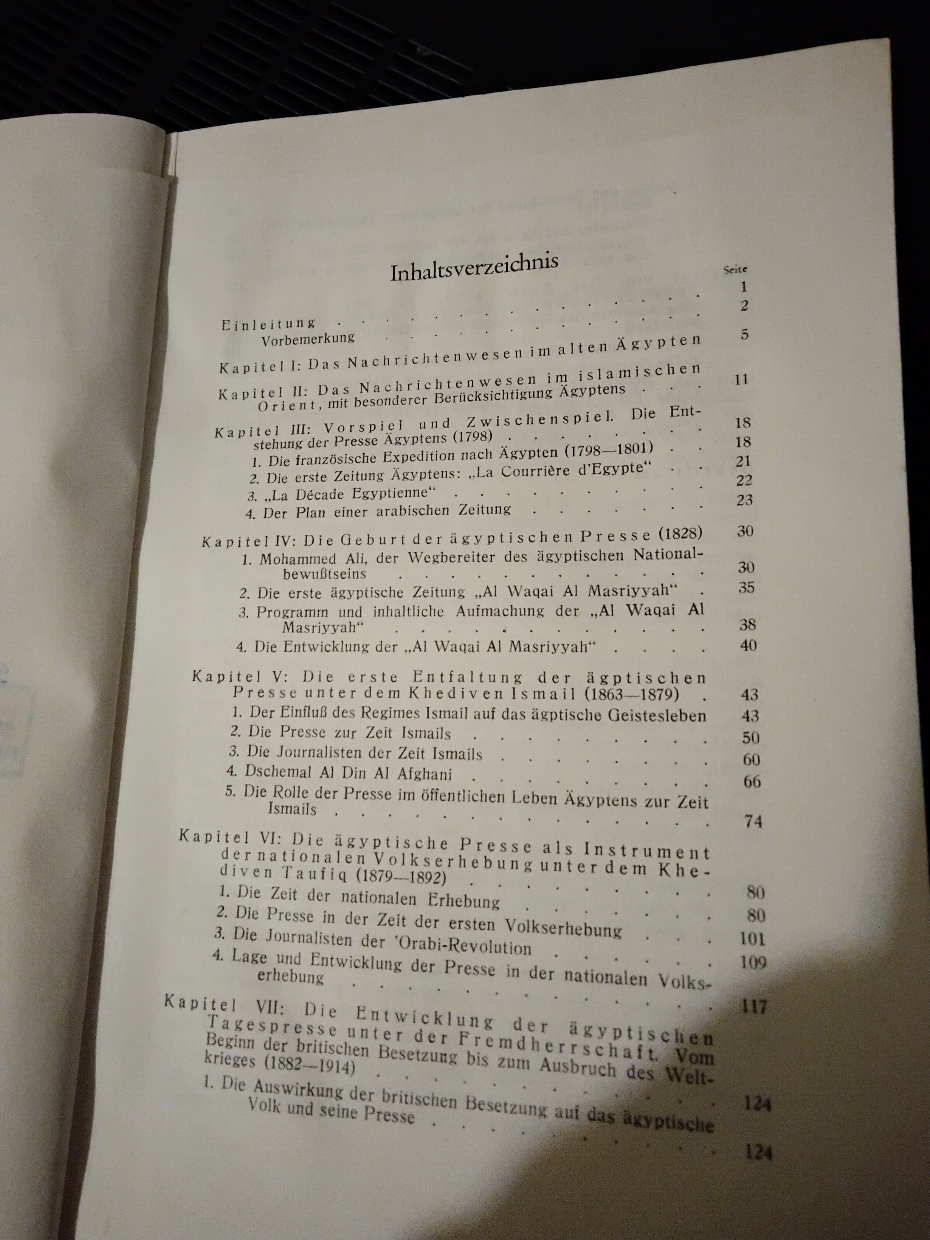 Inhaltsverzeichnis
Seite
Einleitung . . . . . . . . . . . . 1
Vorbemerkung . . . . . . . . . . 2
Kapitel I: Das Nachrichtenwesen im alten Ägypten 5
Kapitel II: Das Nachrichtenwesen im islamischen
Orient, mit besonderer Berücksichtigung Ägyptens . . . 11
Kapitel III: Vorspiel und Zwischenspiel. Die Ent-
stehung der Presse Ägyptens (1798) . . . . . . . 18
1. Die französische Expedition nach Ägypten (1798—1801) . . 18
2. Die erste Zeitung Ägyptens: „La Courrière d'Egypte“ . . 21
3. „La Décade Egyptienne“ . . . . . . . . . 22
4. Der Plan einer arabischen Zeitung . . . . . . 23
Kapitel IV: Die Geburt der ägyptischen Presse (1828) 30
1. Mohammed Ali, der Wegbereiter des ägyptischen National-
bewußtseins . . . . . . . . . . . 30
2. Die erste ägyptische Zeitung „Al Waqai Al Masriyyah“ . 35
3. Programm und inhaltliche Aufmachung der „Al Waqai Al
Masriyyah“ . . . . . . . . . . . 38
4. Die Entwicklung der „Al Waqai Al Masriyyah“ . . . . 40
Kapitel V: Die erste Entfaltung der ägptischen
Presse unter dem Khediven Ismail (1863—1879) . 43
1. Der Einfluß des Regimes Ismail auf das ägptische Geistesleben 43
2. Die Presse zur Zeit Ismails . . . . . . . . 50
3. Die Journalisten der Zeit Ismails . . . . . . . 60
4. Dschemal Al Din Al Afghani . . . . . . . . 66
5. Die Rolle der Presse im öffentlichen Leben Ägyptens zur Zeit
Ismails . . . . . . . . . . . . . 74
Kapitel VI: Die ägyptische Presse als Instrument
der nationalen Volkserhebung unter dem Khe-
diven Taufiq (1879—1892) . . . . . . . . 80
1. Die Zeit der nationalen Erhebung . . . . . . 80
2. Die Presse in der Zeit der ersten Volkserhebung . . . 101
3. Die Journalisten der 'Orabi-Revolution . . . . . . 109
4. Lage und Entwicklung der Presse in der nationalen Volks-
erhebung . . . . . . . . . . . . 117
Kapitel VII: Die Entwicklung der ägyptischen
Tagespresse unter der Fremdherrschaft. Vom
Beginn der britischen Besetzung bis zum Ausbruch des Welt-
krieges (1882—1914) . . . . . . . . . . 124
1. Die Auswirkung der britischen Besetzung auf das ägyptische
Volk und seine Presse . . . . . . . . . 124